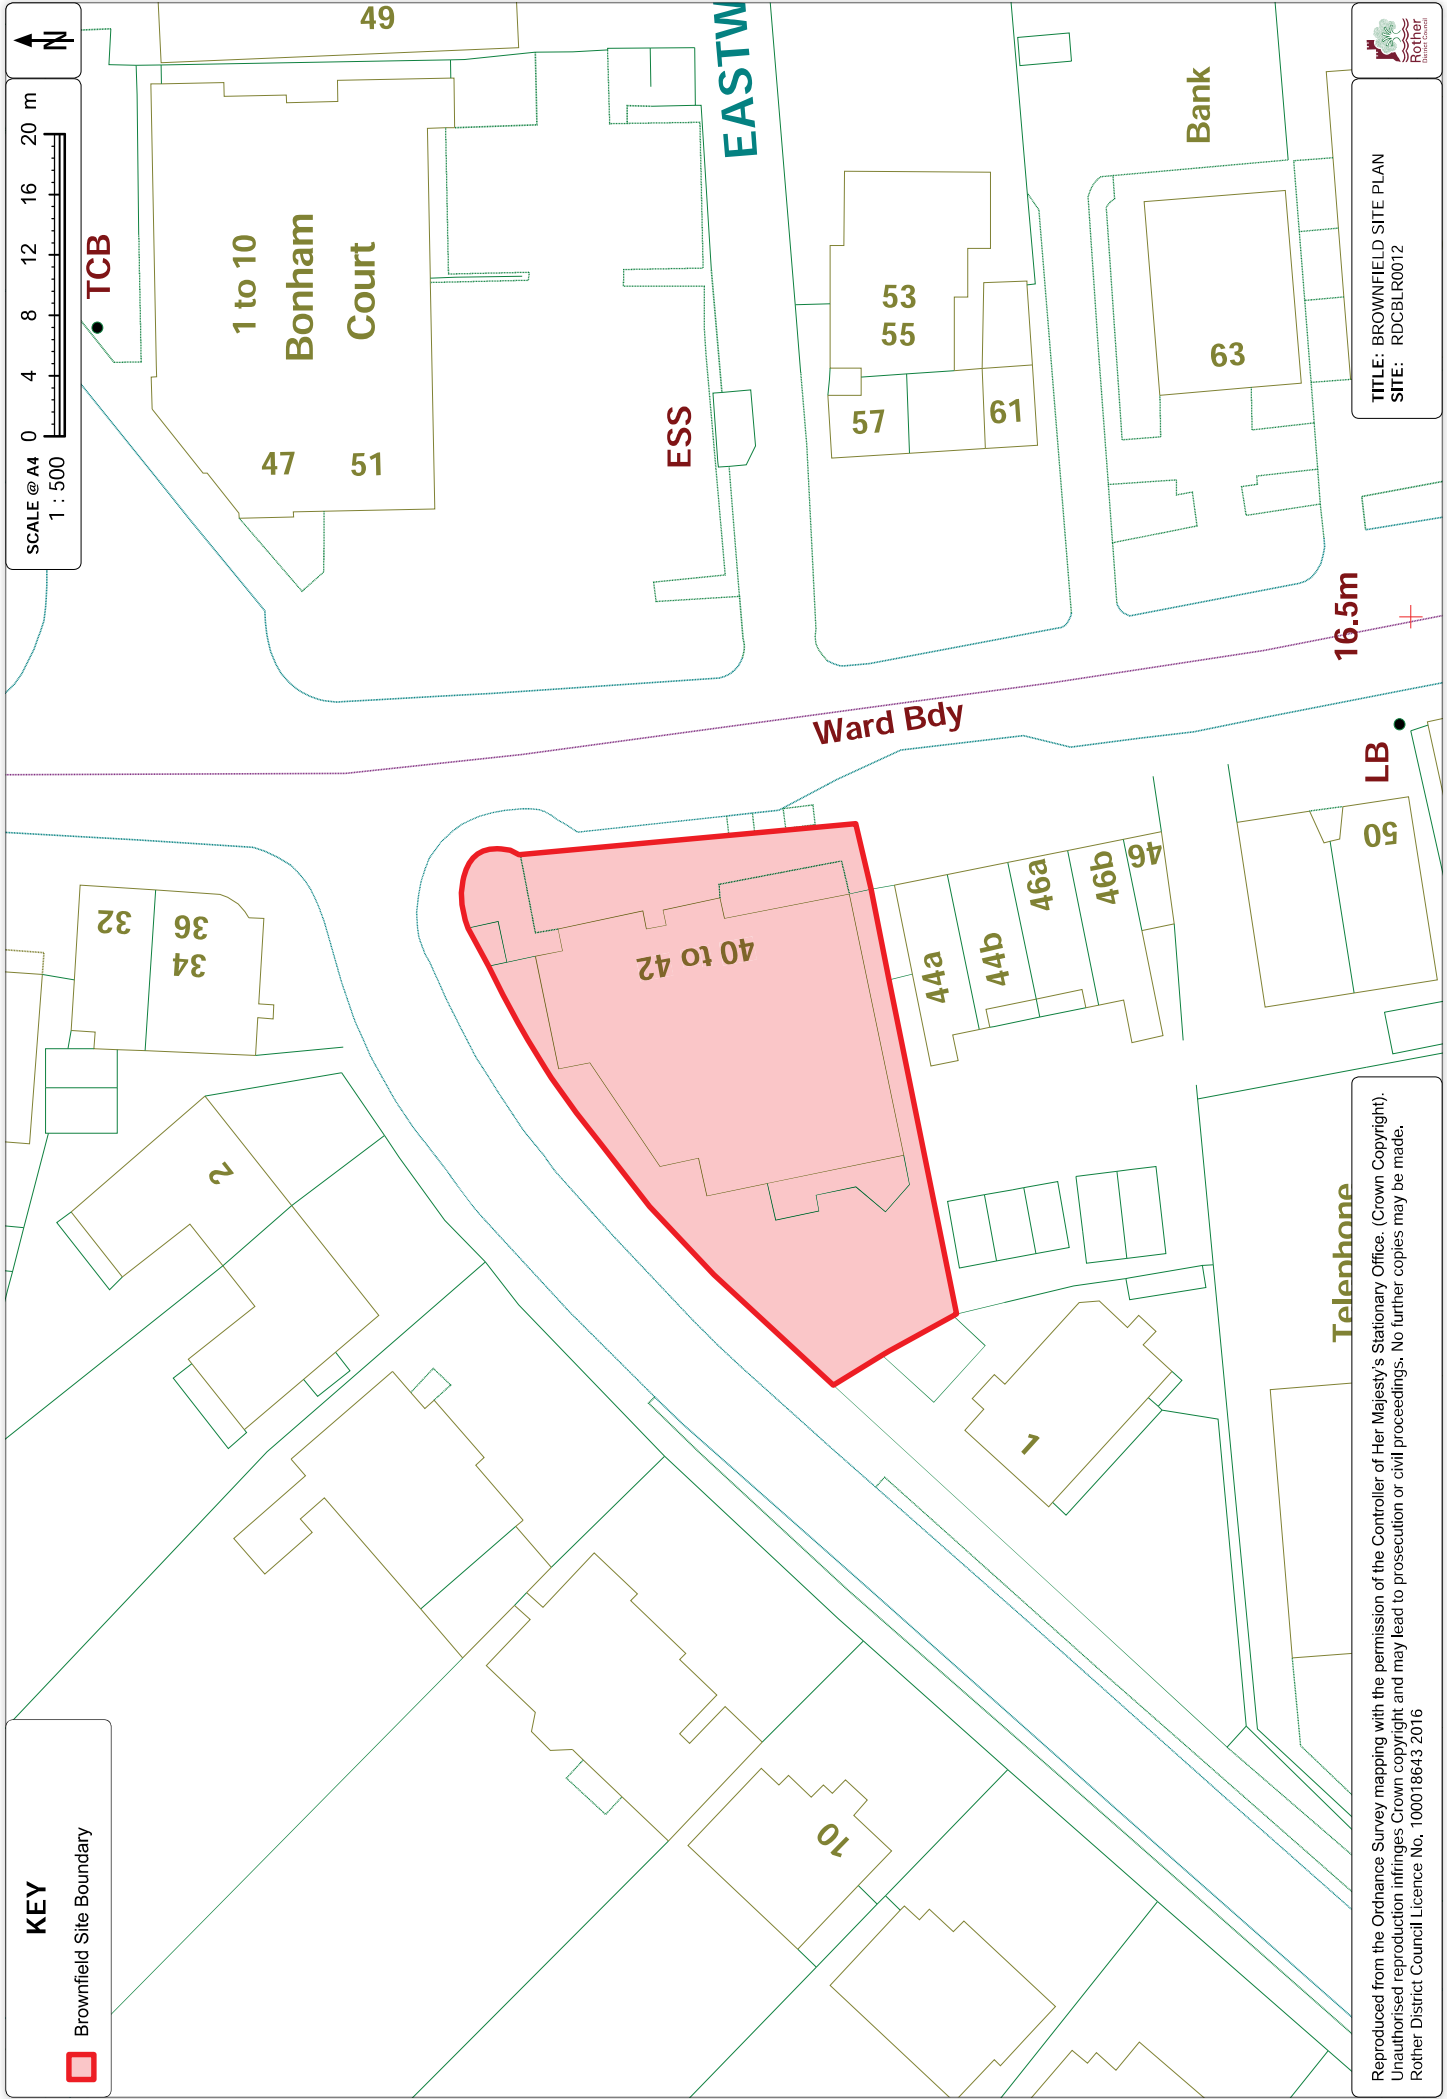 KEY
Brownfield Site Boundary
SCALE @ A4
1 : 500
0 4 8 12 16 20 m
N
TCB
1 to 10
Bonham
Court
47
51
49
ESS
EASTW
53
55
57
61
63
Bank
16.5m
Ward Bdy
LB
32
36
34
40 to 42
44a
44b
46a
46b
46
50
2
1
10
Telephone
Rother
District Council
TITLE: BROWNFIELD SITE PLAN
SITE: RDCBLR0012
Reproduced from the Ordnance Survey mapping with the permission of the Controller of Her Majesty's Stationary Office. (Crown Copyright).
Unauthorised reproduction infringes Crown copyright and may lead to prosecution or civil proceedings. No further copies may be made.
Rother District Council Licence No. 100018643 2016